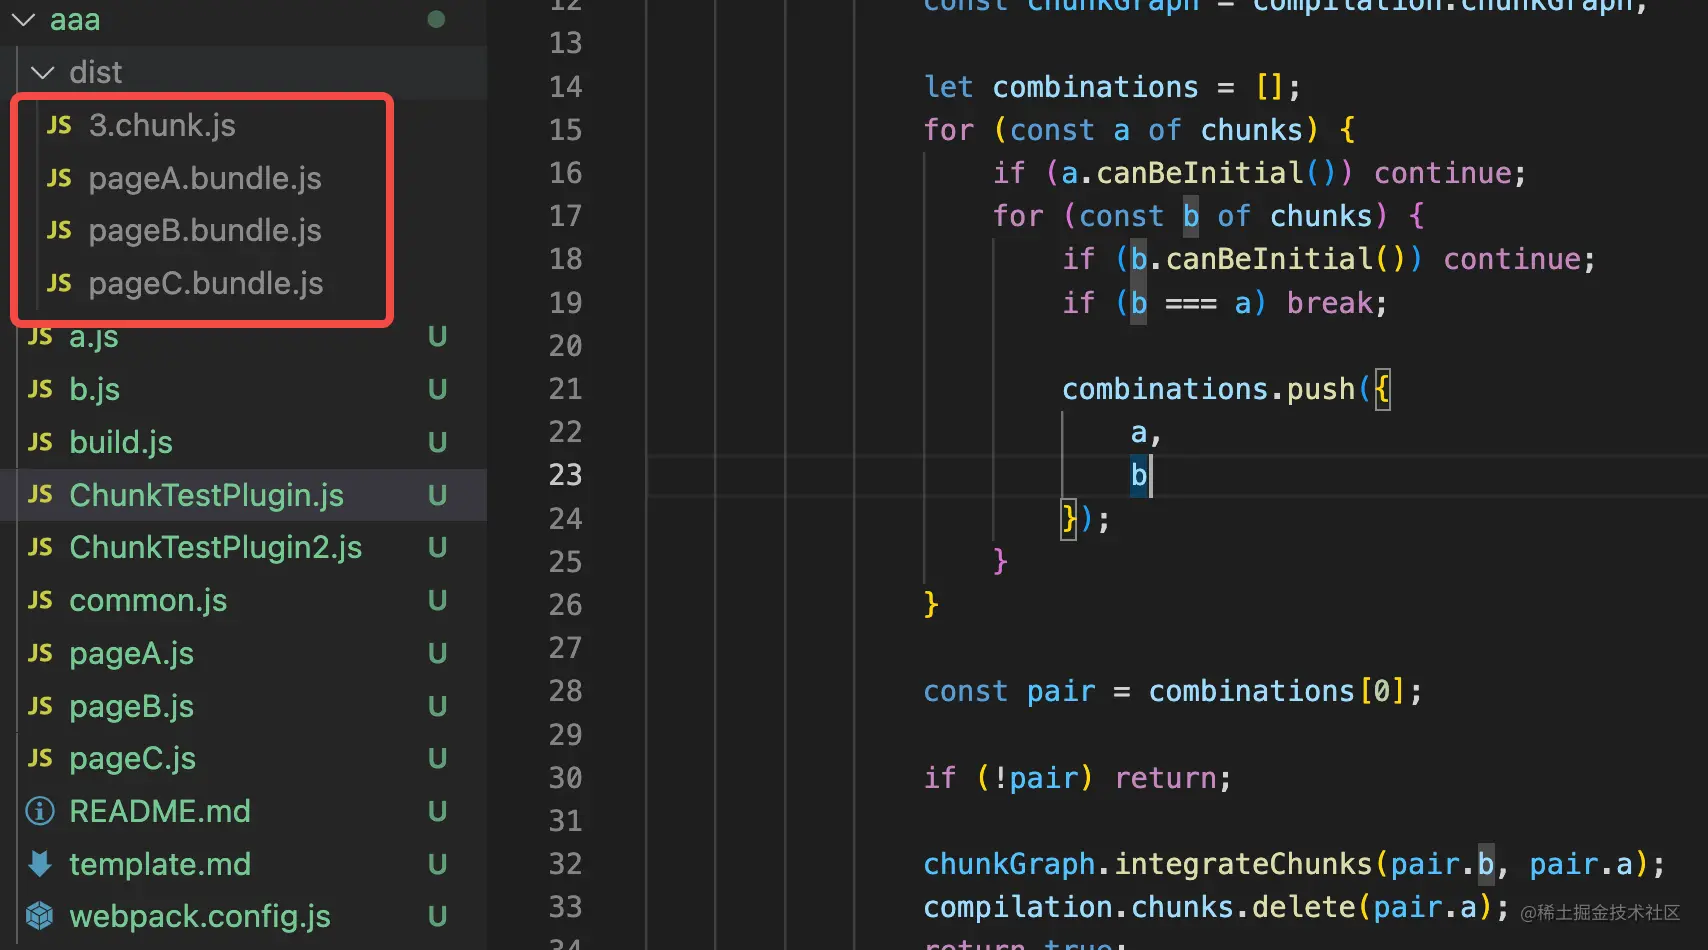 aaa
dist
JS 3.chunk.js
JS pageA.bundle.js
JS pageB.bundle.js
JS pageC.bundle.js
JS a.js U
JS b.js U
JS build.js U
JS ChunkTestPlugin.js U
JS ChunkTestPlugin2.js U
JS common.js U
JS pageA.js U
JS pageB.js U
JS pageC.js U
README.md U
template.md U
webpack.config.js U
12 const chunkGraph = compilation.chunkGraph;
13
14 let combinations = [];
15 for (const a of chunks) {
16 if (a.canBeInitial()) continue;
17 for (const b of chunks) {
18 if (b.canBeInitial()) continue;
19 if (b === a) break;
20
21 combinations.push({
22 a,
23 b
24 });
25 }
26 }
27
28 const pair = combinations[0];
29
30 if (!pair) return;
31
32 chunkGraph.integrateChunks(pair.b, pair.a);
33 compilation.chunks.delete(pair.a);
34 return true;
@稀土掘金技术社区